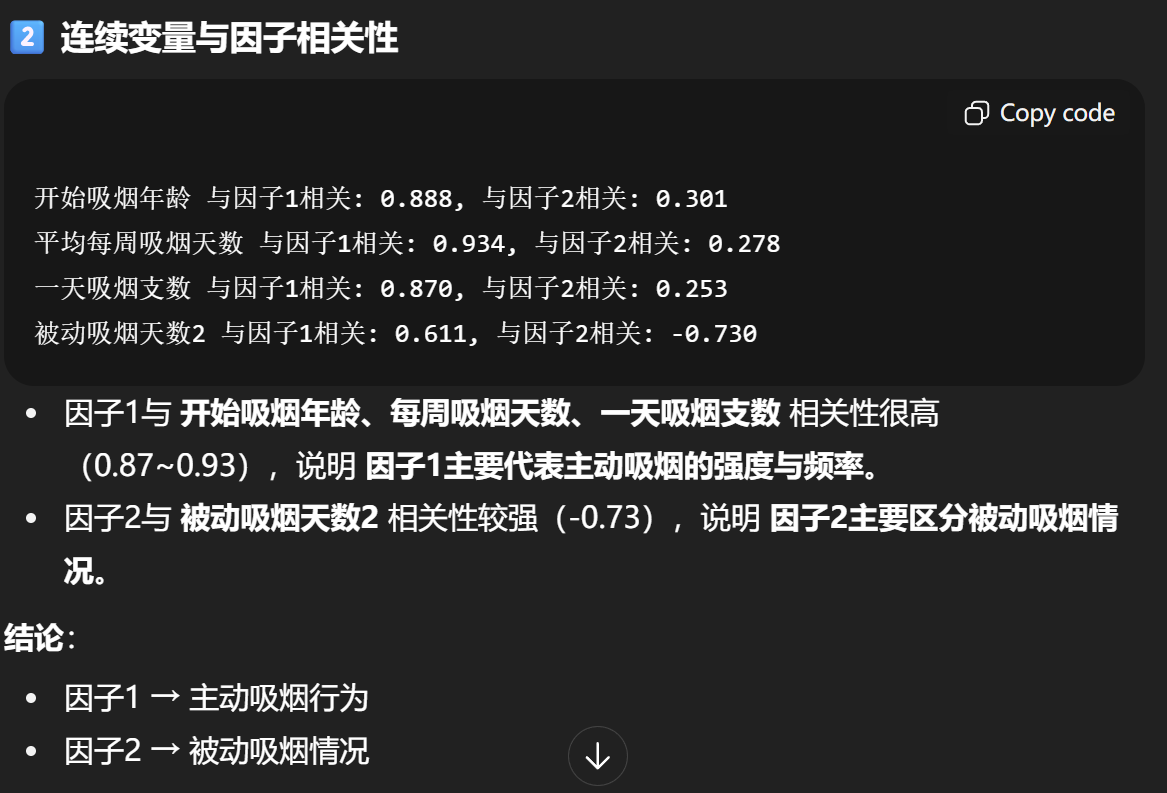 2 连续变量与因子相关性
Copy code
开始吸烟年龄 与因子1相关: 0.888, 与因子2相关: 0.301
平均每周吸烟天数 与因子1相关: 0.934, 与因子2相关: 0.278
一天吸烟支数 与因子1相关: 0.870, 与因子2相关: 0.253
被动吸烟天数2 与因子1相关: 0.611, 与因子2相关: -0.730
• 因子1与 开始吸烟年龄、每周吸烟天数、一天吸烟支数 相关性很高
（0.87~0.93），说明 因子1主要代表主动吸烟的强度与频率。
• 因子2与 被动吸烟天数2 相关性较强（-0.73），说明 因子2主要区分被动吸烟情
况。
结论：
• 因子1 → 主动吸烟行为
• 因子2 → 被动吸烟情况